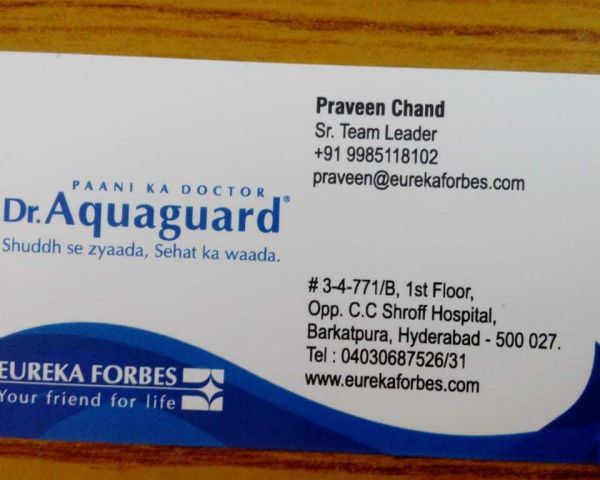 PAANI KA DOCTOR
Dr. Aquaguard®
Shuddh se zyaada, Sehat ka waada.
EUREKA FORBES
Your friend for life
Praveen Chand
Sr. Team Leader
+91 9985118102
praveen@eurekaforbes.com
# 3-4-771/B, 1st Floor,
Opp. C.C Shroff Hospital,
Barkatpura, Hyderabad - 500 027.
Tel : 04030687526/31
www.eurekaforbes.com